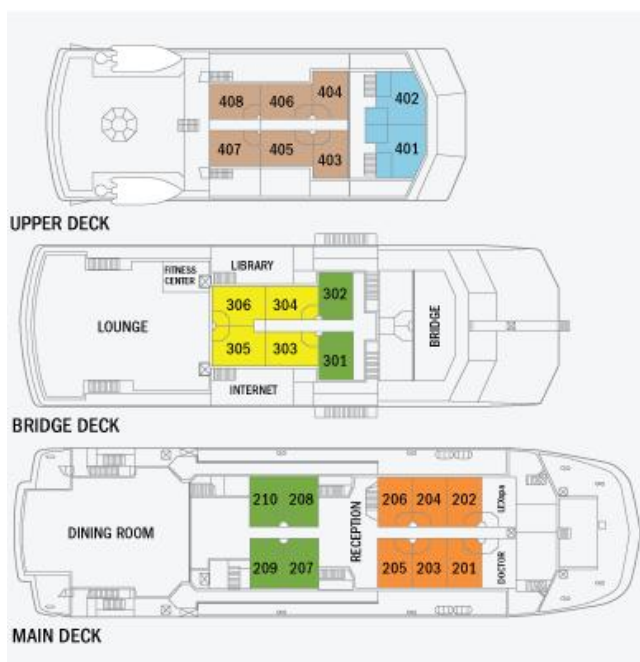 408 406 404
402
407 405 403
401
UPPER DECK
FITNESS
CENTER
LIBRARY
306 304 302
LOUNGE
BRIDGE
305 303 301
INTERNET
BRIDGE DECK
210 208
206 204 202
LEXspa
DINING ROOM
RECEPTION
209 207
205 203 201
DOCTOR
MAIN DECK